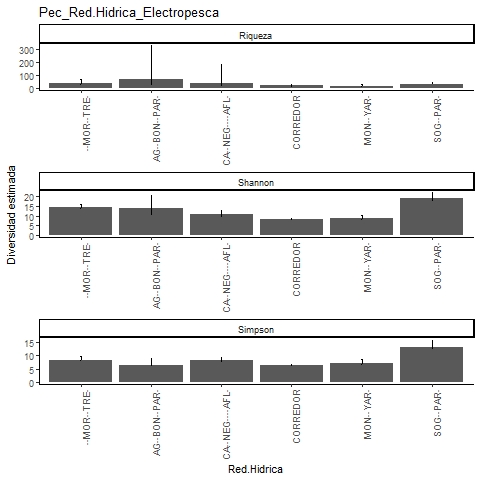 Pec_Red.Hidrica_Electropesca
Riqueza
300
200
100
0
--MOR--TRE-
AG--BON--PAR-
CA--NEG----AFL-
CORREDOR
MON--YAR-
SOG--PAR-
Diversidad estimada
Shannon
20
15
10
5
0
--MOR--TRE-
AG--BON--PAR-
CA--NEG----AFL-
CORREDOR
MON--YAR-
SOG--PAR-
Simpson
15
10
5
0
--MOR--TRE-
AG--BON--PAR-
CA--NEG----AFL-
CORREDOR
MON--YAR-
SOG--PAR-
Red.Hidrica